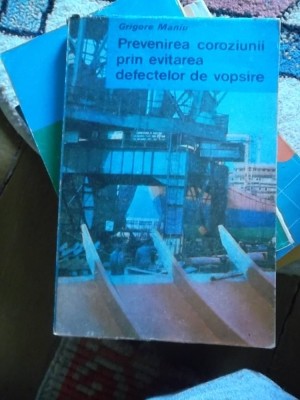 Grigore Maniu
Prevenirea coroziunii
prin evitarea
defectelor de vopsire